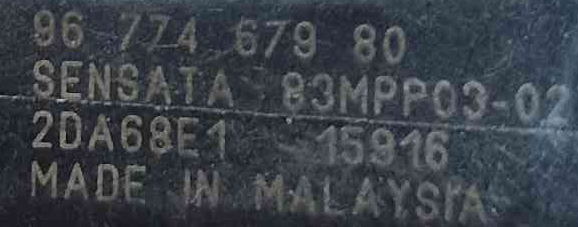 96 774 679 80
SENSATA 83MPP03-02
2DA68E1 15916
MADE IN MALAYSIA